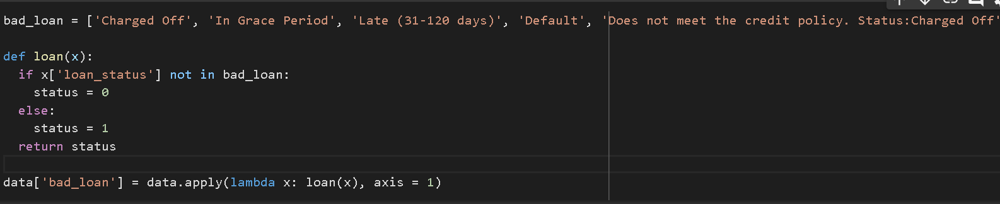 bad_loan = ['Charged Off', 'In Grace Period', 'Late (31-120 days)', 'Default', 'Does not meet the credit policy. Status:Charged Off'
def loan(x):
  if x['loan_status'] not in bad_loan:
    status = 0
  else:
    status = 1
  return status
data['bad_loan'] = data.apply(lambda x: loan(x), axis = 1)